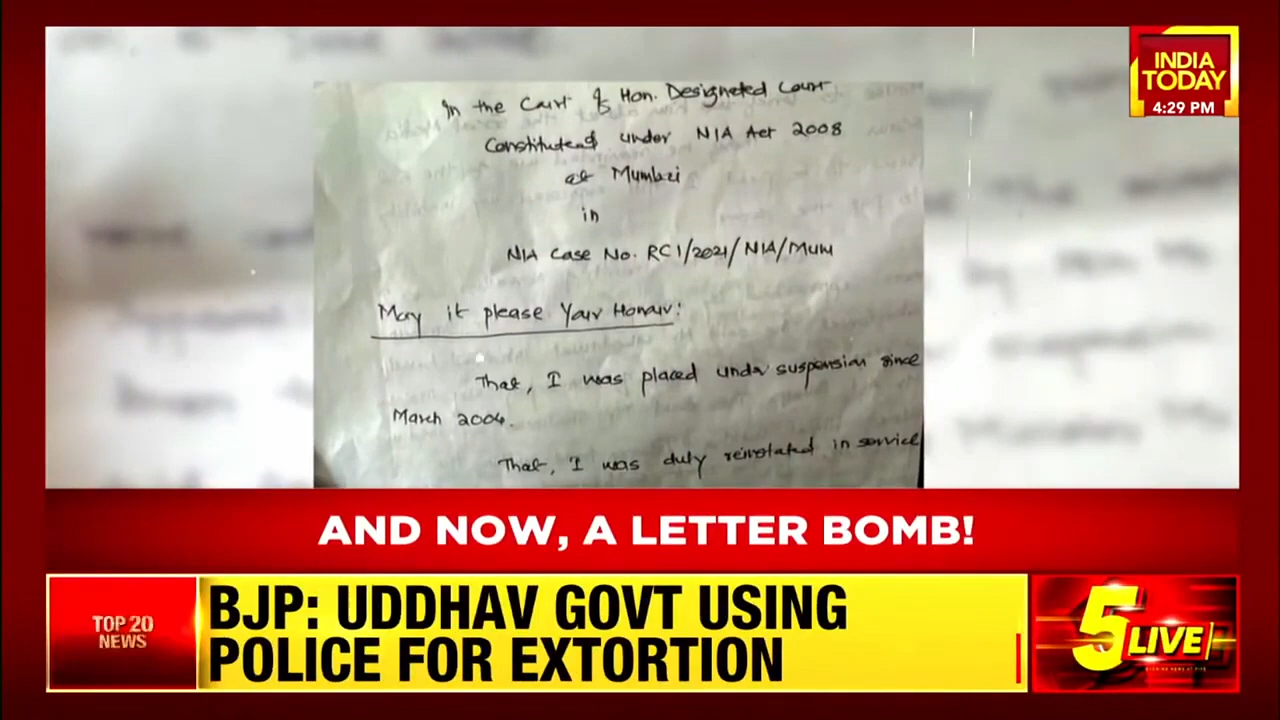 INDIA
TODAY
4:29 PM
In the Court of Hon. Designeted Court
Constituted under NIA Act 2008
at Mumbai
in
NIA Case No. RC1/2021/NIA/Mum
May it please Your Honour:
That, I was placed under suspension since
March 2004.
That, I was duly reinstated in service
AND NOW, A LETTER BOMB!
TOP 20
NEWS
BJP: UDDHAV GOVT USING
POLICE FOR EXTORTION
5 LIVE